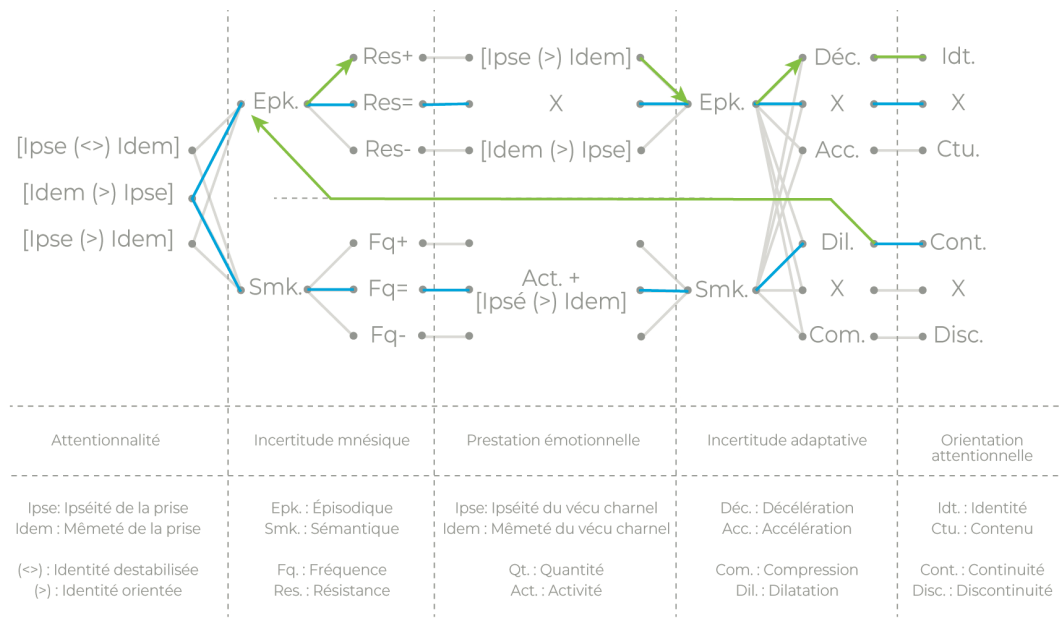 Res+
[Ipse (>) Idem]
Déc.
Idt.
Epk.
Res=
X
Epk.
X
X
[Ipse (<>) Idem]
Res-
[Idem (>) Ipse]
Acc.
Ctu.
[Idem (>) Ipse]
[Ipse (>) Idem]
Fq+
Dil.
Cont.
Smk.
Fq=
Act. +
[Ipsé (>) Idem]
Smk.
X
X
Fq-
Com.
Disc.
Attentionnalité
Incertitude mnésique
Prestation émotionnelle
Incertitude adaptative
Orientation
attentionnelle
Ipse: Ipséité de la prise
Idem : Mêmeté de la prise
(<>) : Identité destabilisée
(>) : Identité orientée
Epk. : Épisodique
Smk. : Sémantique
Fq. : Fréquence
Res. : Résistance
Ipse: Ipséité du vécu charnel
Idem : Mêmeté du vécu charnel
Qt. : Quantité
Act. : Activité
Déc. : Décélération
Acc. : Accélération
Com. : Compression
Dil. : Dilatation
Idt. : Identité
Ctu. : Contenu
Cont. : Continuité
Disc. : Discontinuité